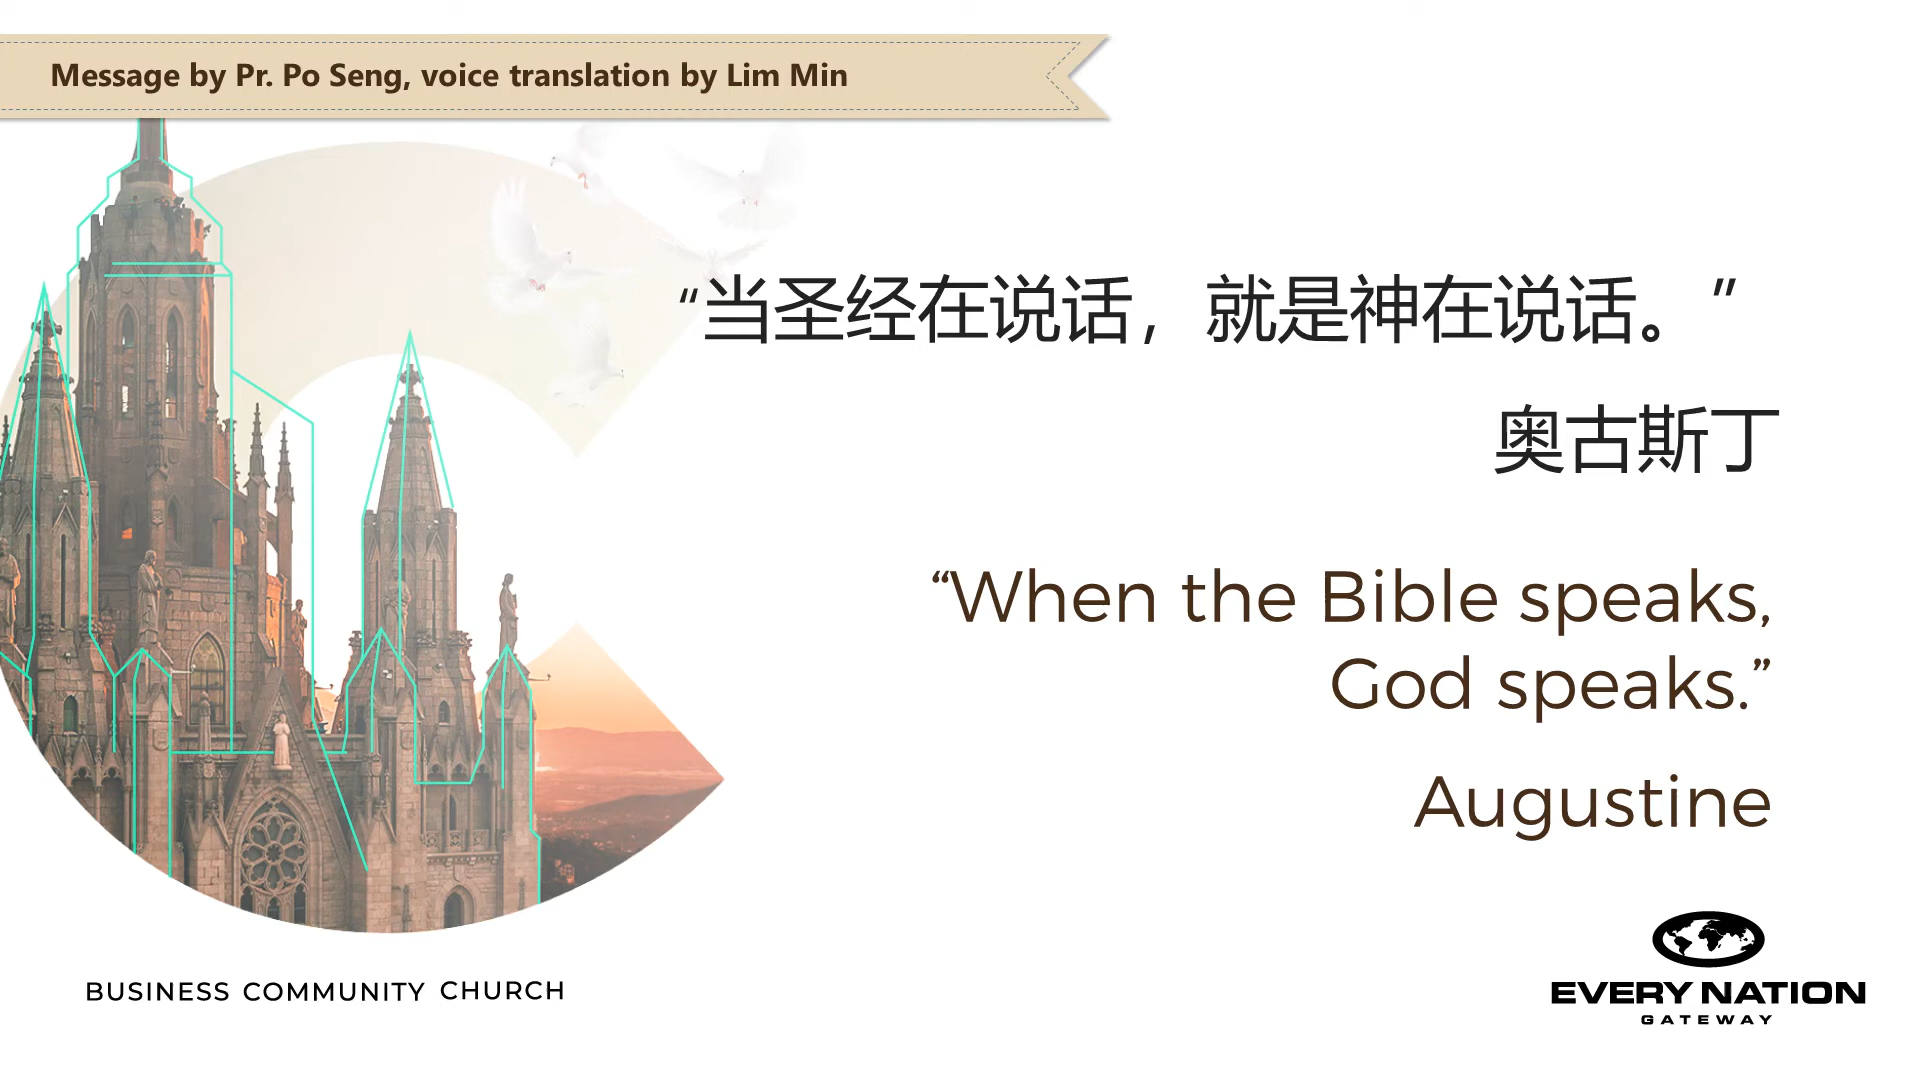 Message by Pr. Po Seng, voice translation by Lim Min
“当圣经在说话，就是神在说话。”
奥古斯丁
“When the Bible speaks,
God speaks.”
Augustine
BUSINESS COMMUNITY CHURCH
EVERY NATION
GATEWAY